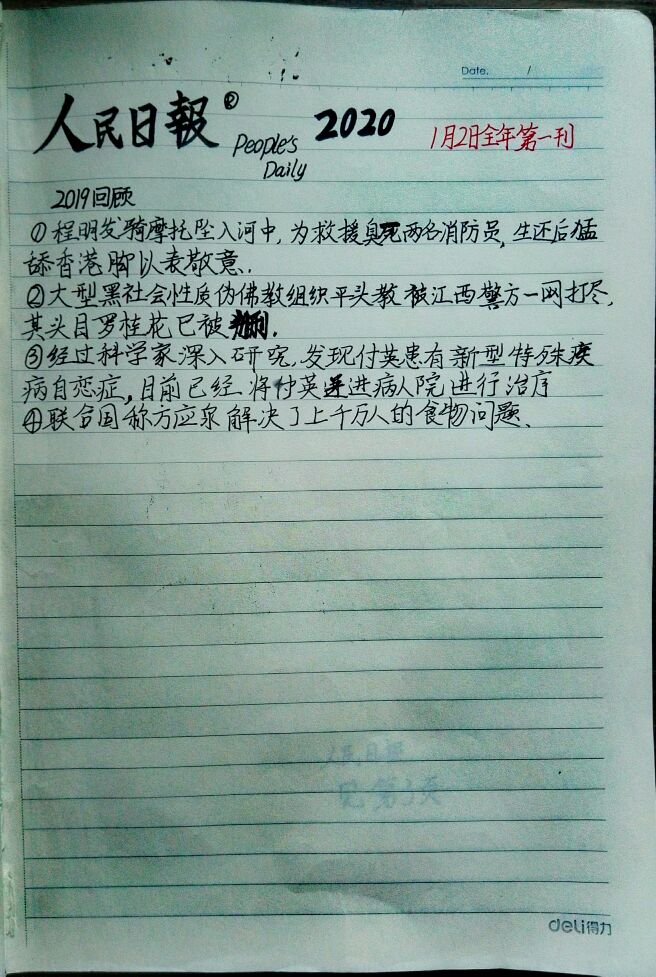 Date. /
人民日報® 2020 1月2日全年第一刊
People's
Daily
2019回顾
①程明发骑摩托坠入河中,为救援臭死两名消防员,生还后猛
舔香港脚以表敬意.
②大型黑社会性质伪佛教组织平头教被江西警方一网打尽,
其头目罗桂花已被
③经过科学家深入研究,发现付英患有新型特殊疾
病自恋症,目前已经将付英弄进病人院进行治疗
④联合国称方应泉解决了上千万人的食物问题、
人民日報
见第3页
deli得力